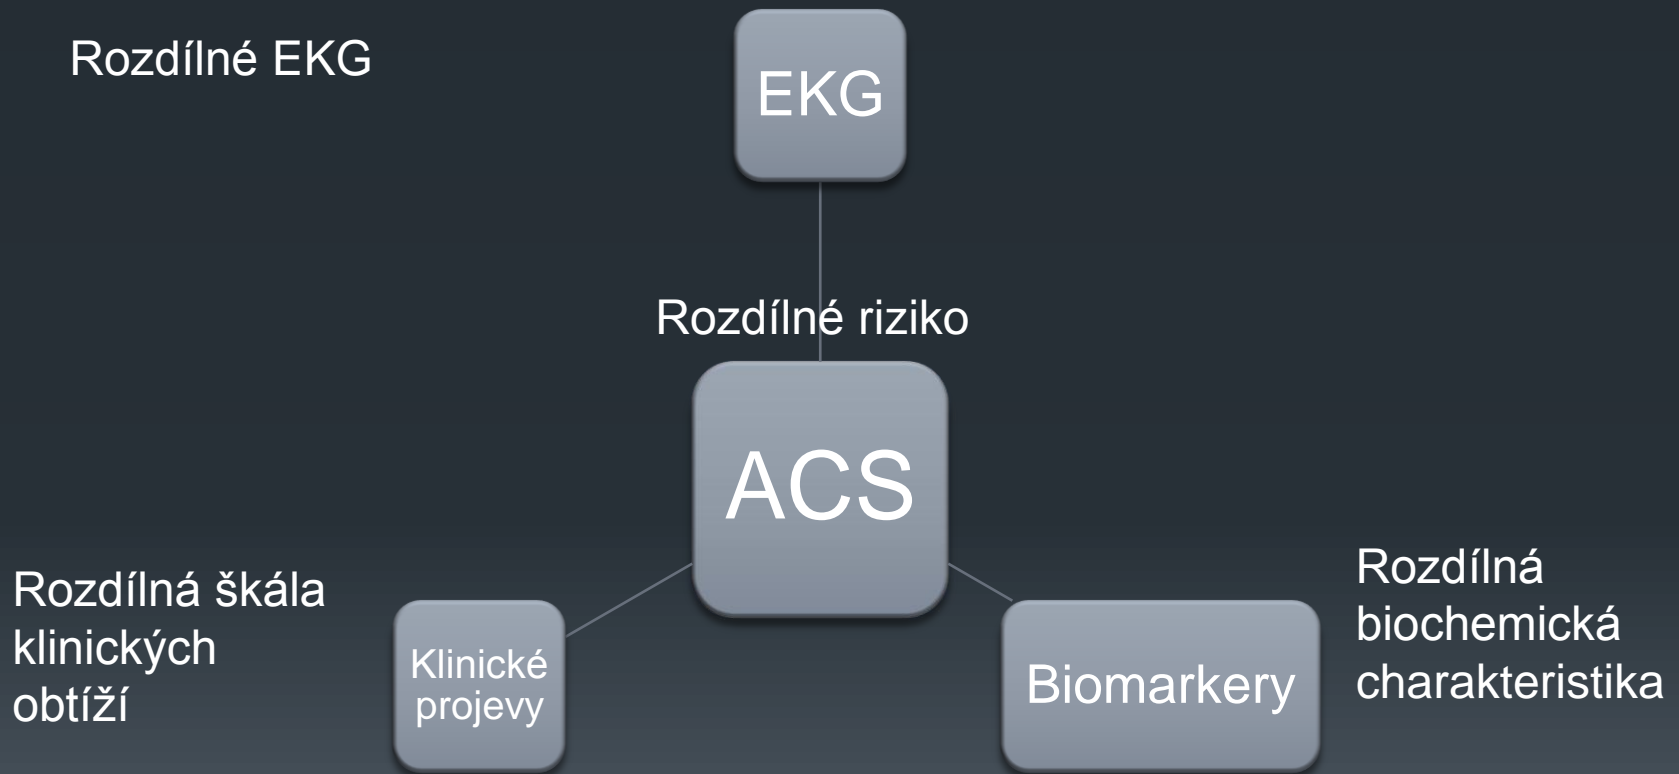 Rozdílné EKG
EKG
Rozdílné riziko
ACS
Rozdílná škála
klinických
obtíží
Klinické
projevy
Biomarkery
Rozdílná
biochemická
charakteristika